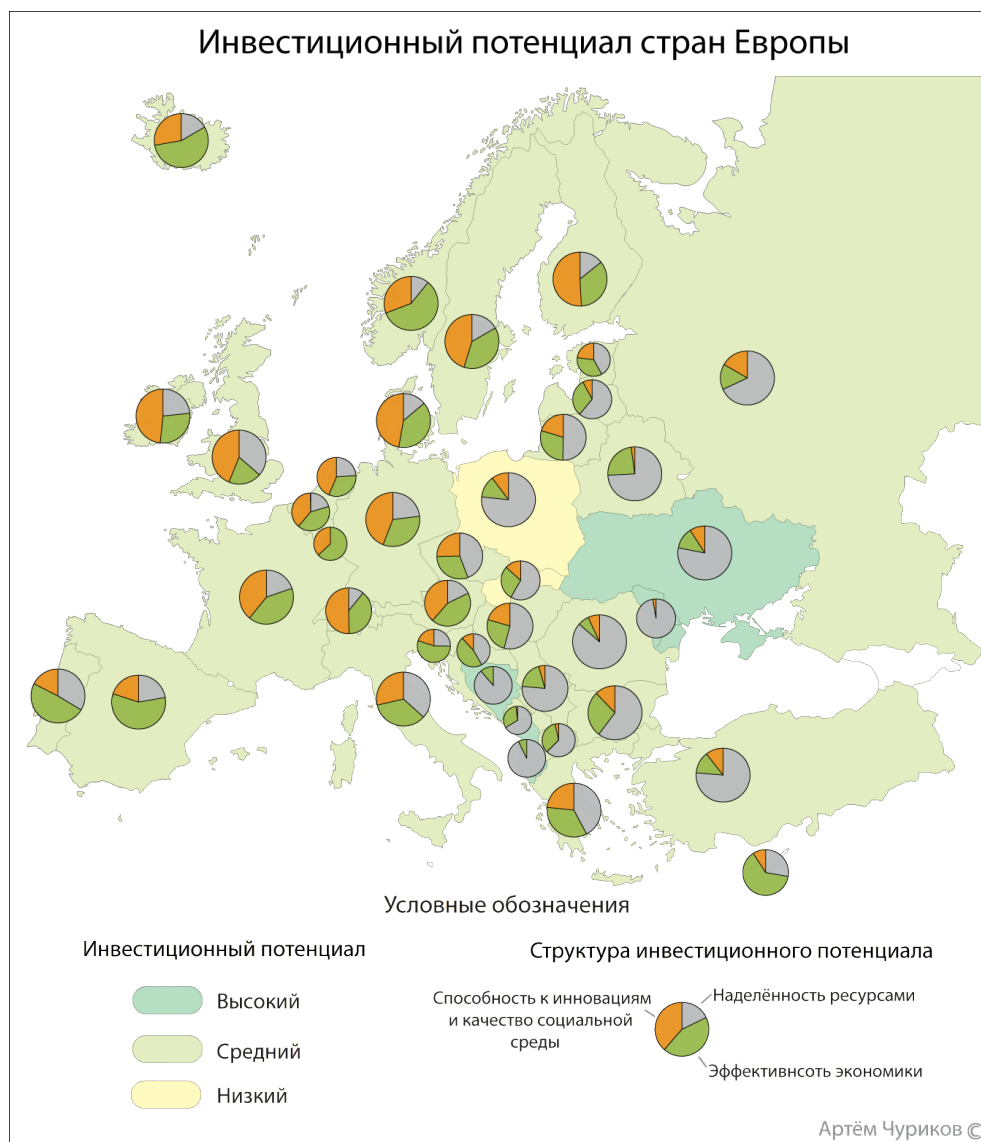 Инвестиционный потенциал стран Европы
Условные обозначения
Инвестиционный потенциал
Высокий
Средний
Низкий
Структура инвестиционного потенциала
Способность к инновациям
и качество социальной
среды
Наделённость ресурсами
Эффективнсоть экономики
Артём Чуриков ©